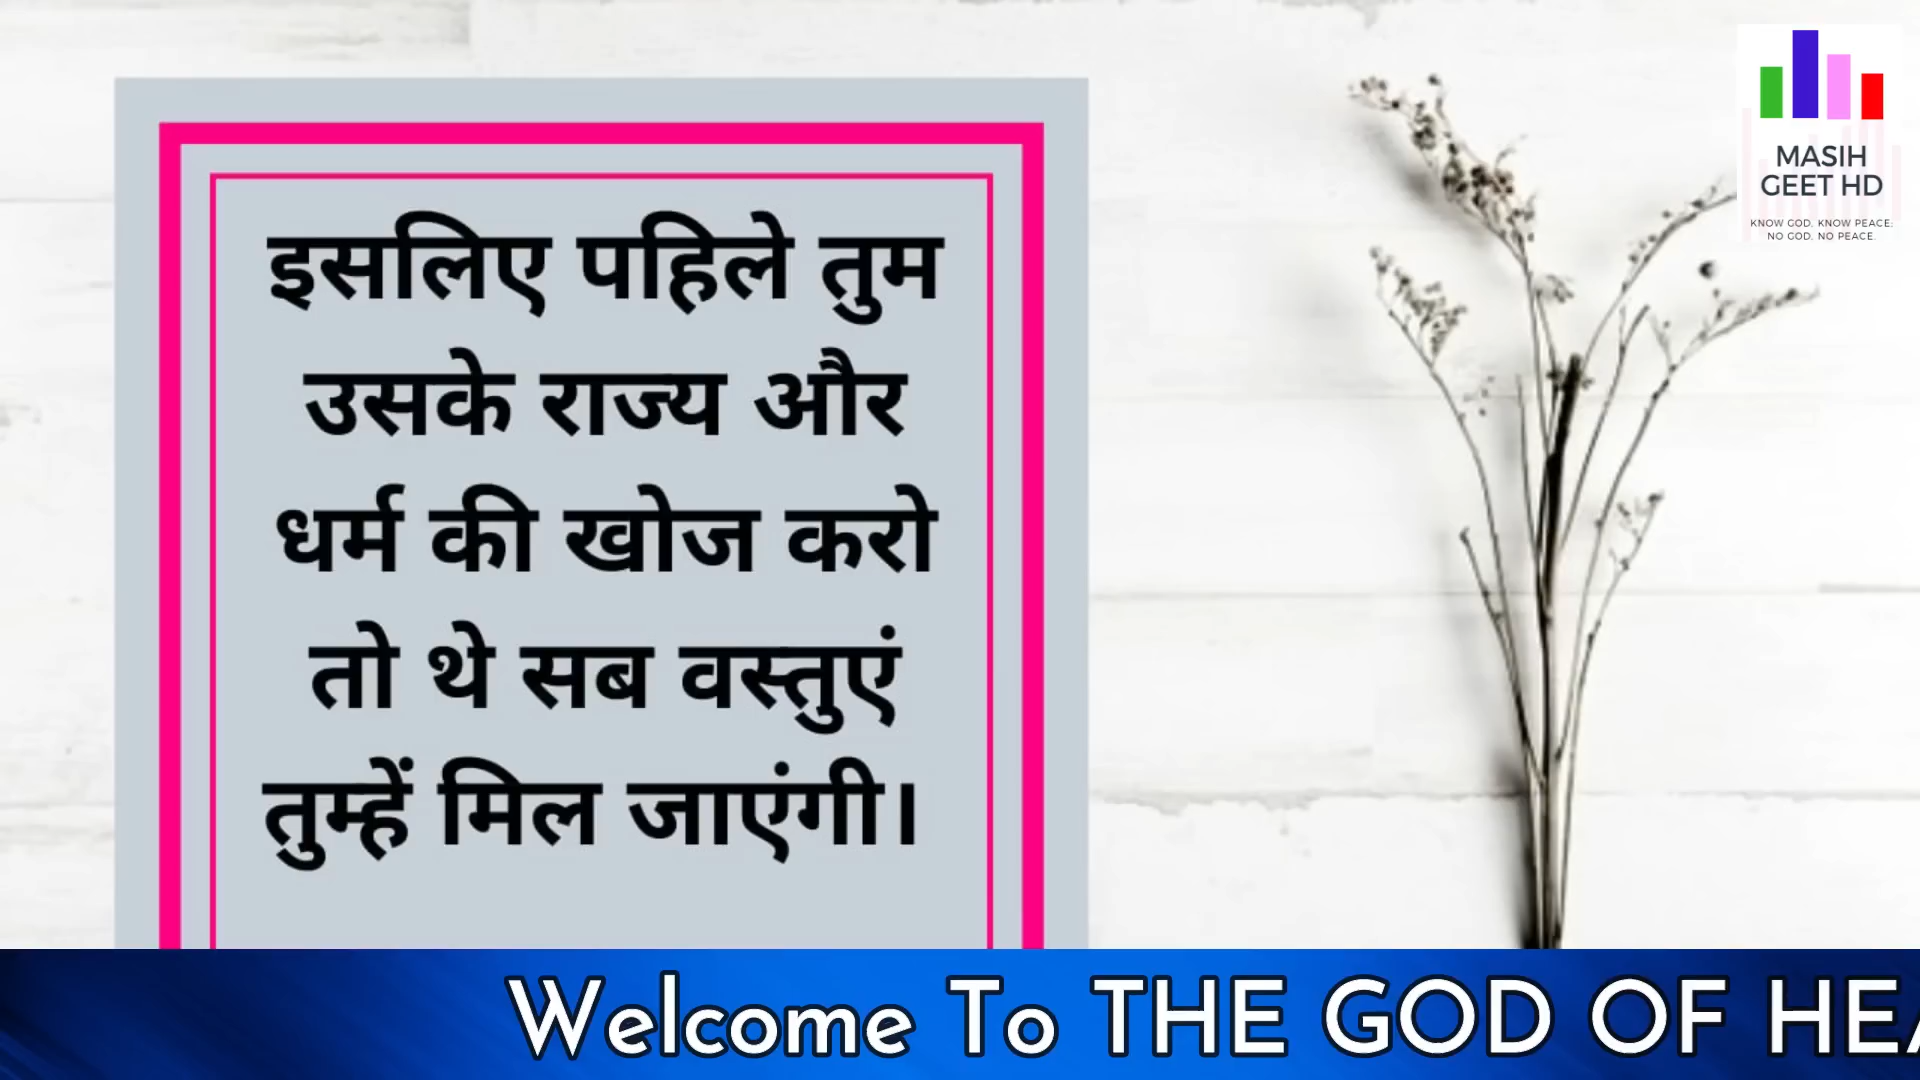 इसलिए पहिले तुम
उसके राज्य और
धर्म की खोज करो
तो थे सब वस्तुएं
तुम्हें मिल जाएंगी।
MASIH
GEET HD
KNOW GOD, KNOW PEACE:
NO GOD, NO PEACE.
Welcome To THE GOD OF HEA